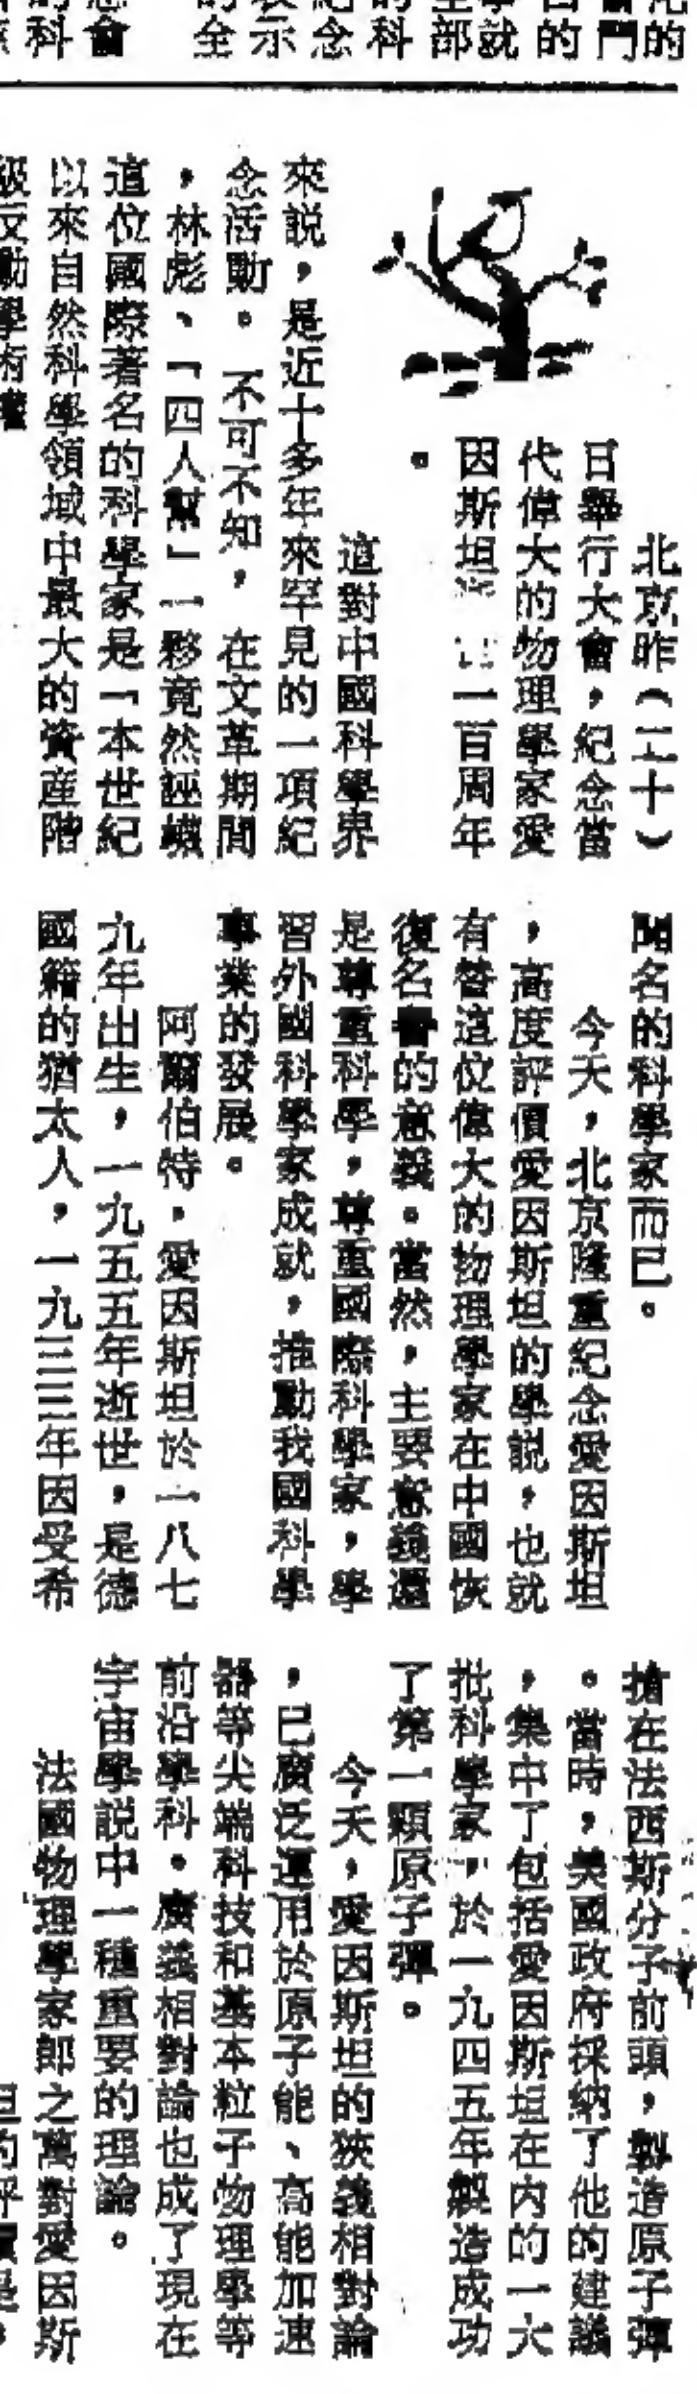 北京昨（二十）
日舉行大會，紀念當
代偉大的物理學家愛
因斯坦 一百周年
。
這對中國科學界
來説，是近十多年來罕見的一項紀
念活動。不可不知，在文革期間
，林彪、「四人幫」一夥竟然誣衊
這位國際著名的科學家是「本世紀
以來自然科學領域中最大的資産階
級反動學術權
聞名的科學家而已。
今天，北京隆重紀念愛因斯坦
，高度評價愛因斯坦的學説，也就
有替這位偉大的物理學家在中國恢
復名譽的意義。當然，主要意義還
是尊重科學，尊重國際科學家，學
習外國科學家成就，推動我國科學
事業的發展。
阿爾伯特·愛因斯坦於一八七
九年出生，一九五五年逝世，是德
國籍的猶太人，一九三三年因受希
搶在法西斯分子前頭，製造原子彈
。當時，美國政府採納了他的建議
，集中了包括愛因斯坦在内的一大
批科學家，於一九四五年製造成功
了第一顆原子彈。
今天，愛因斯坦的狹義相對論
，已廣泛運用於原子能、高能加速
器等尖端科技和基本粒子物理學等
前沿學科。廣義相對論也成了現在
宇宙學説中一種重要的理論。
法國物理學家郎之萬對愛因斯
坦的評價是，